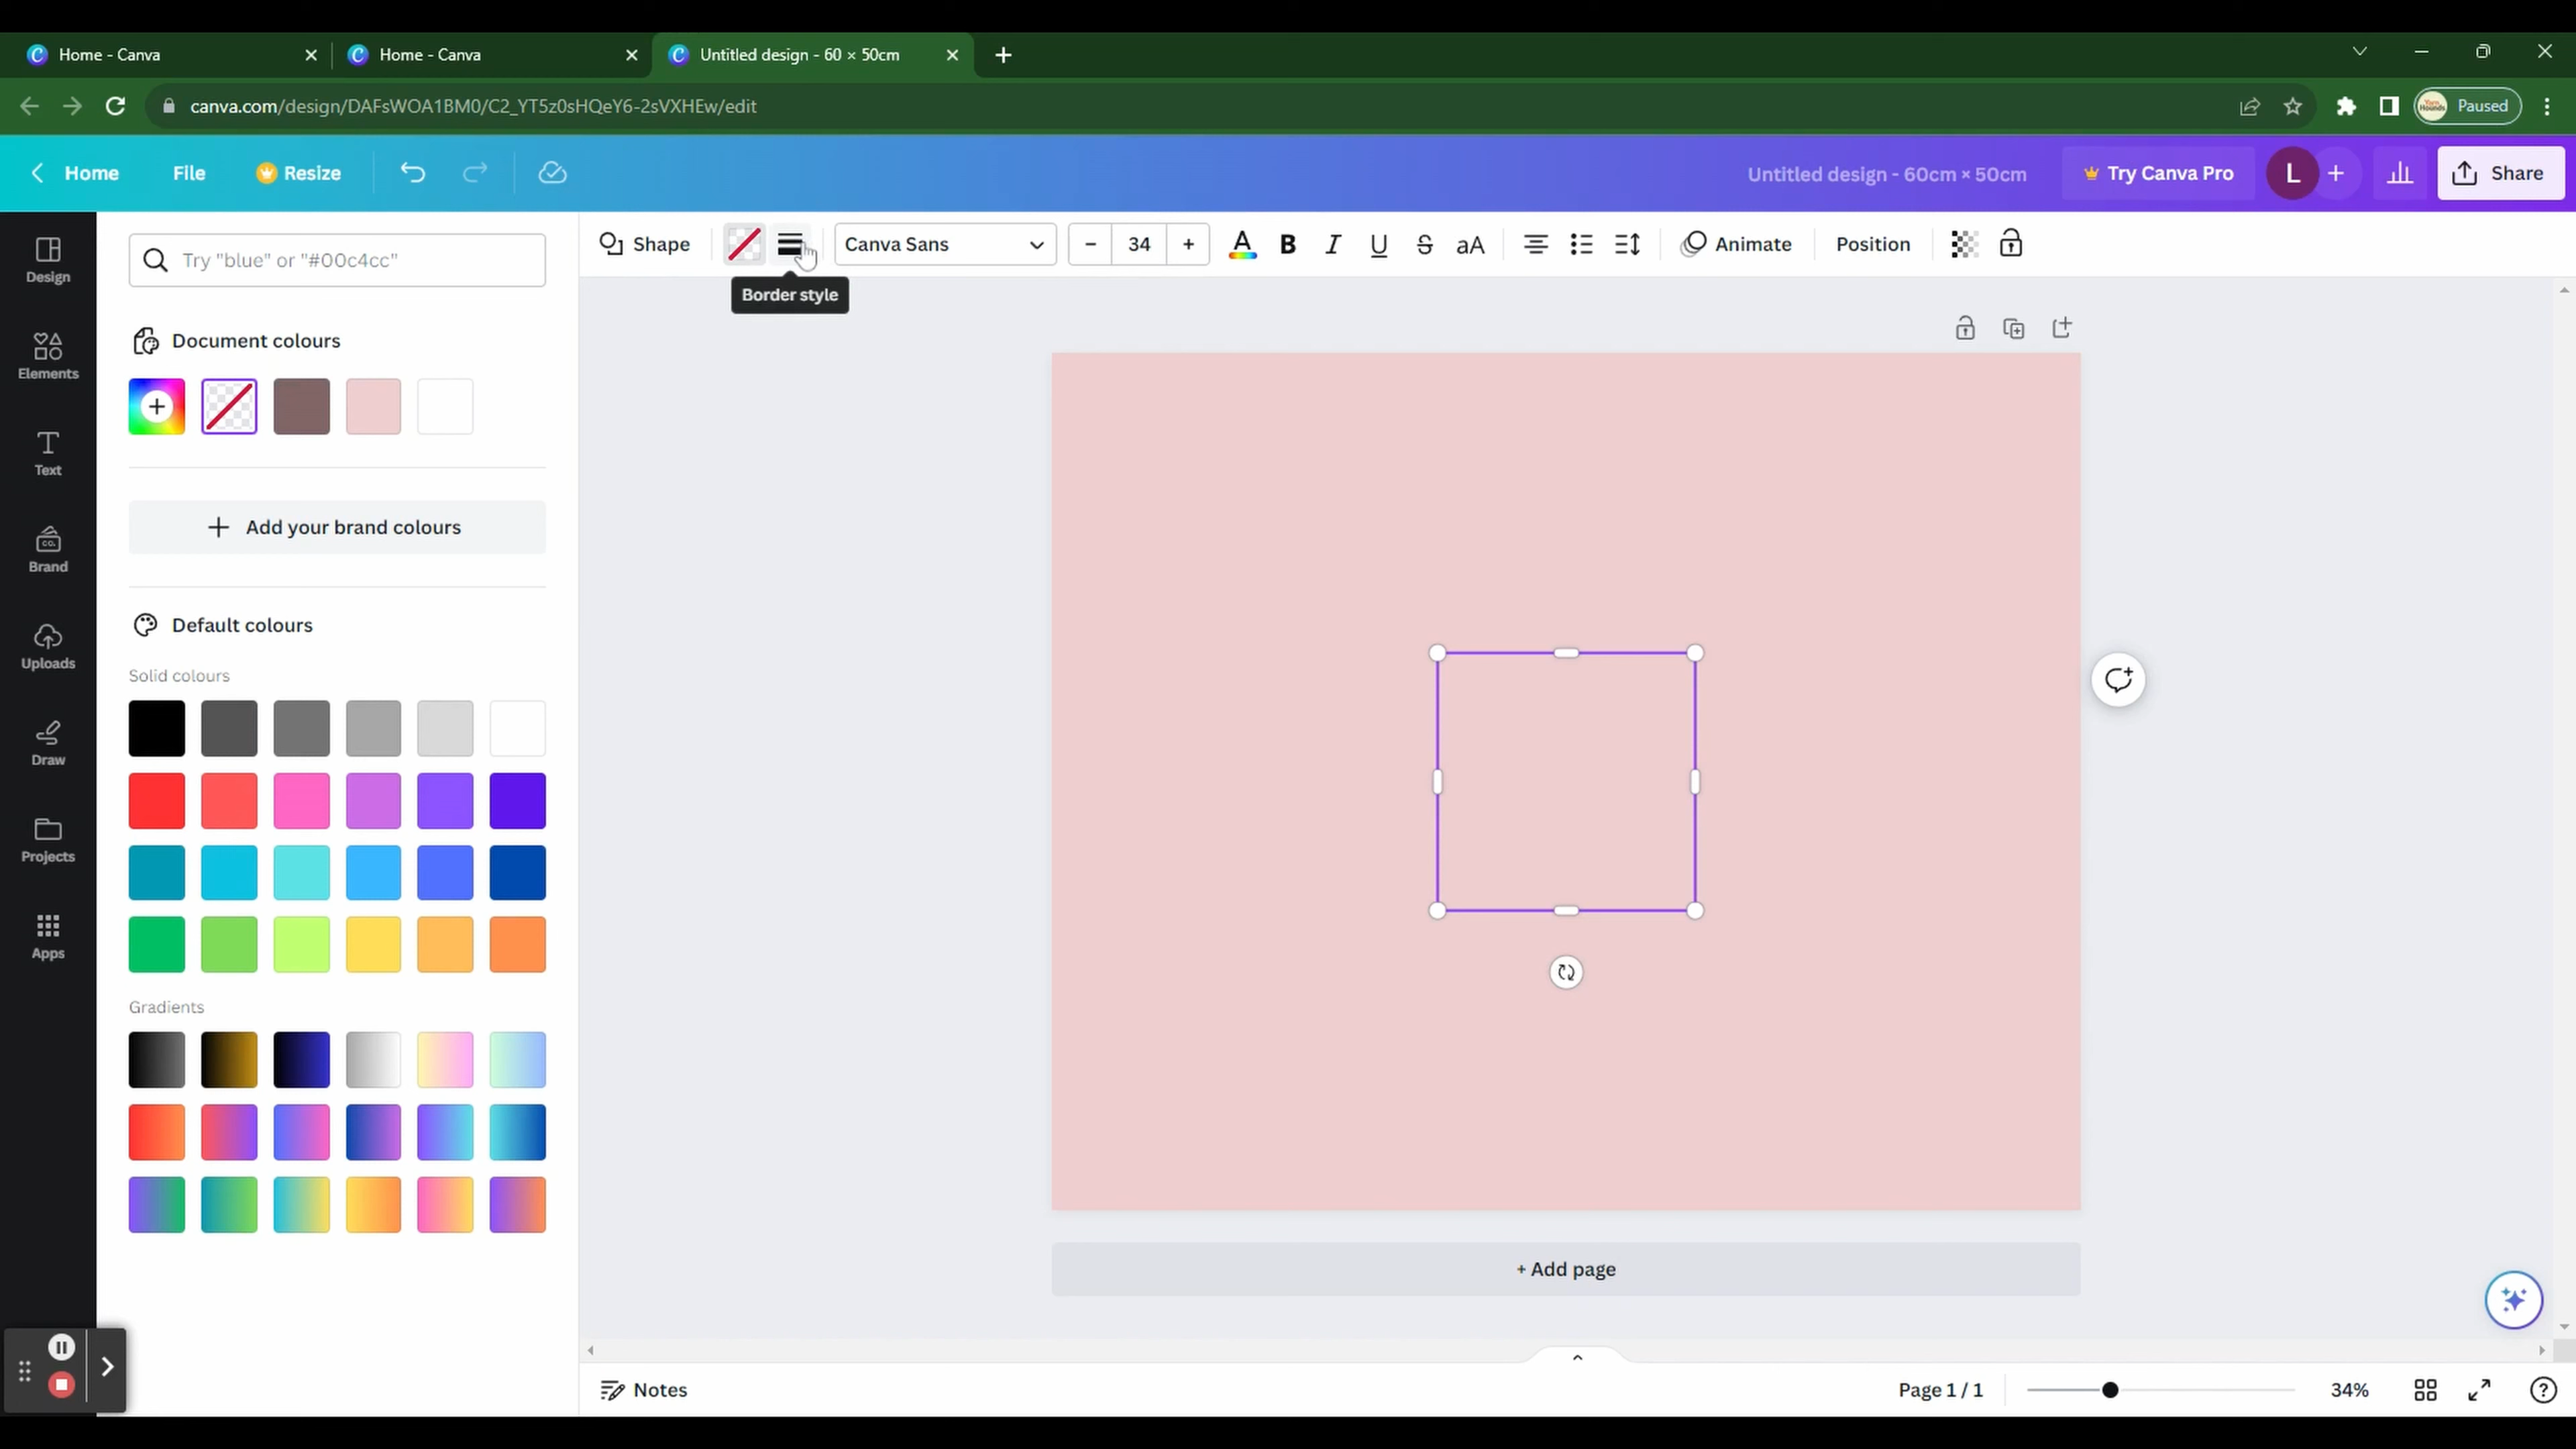 Home - Canva
Home - Canva
Untitled design - 60 × 50cm
canva.com/design/DAFsWOA1BM0/C2_YT5z0sHQeY6-2sVXHEw/edit
Paused
Home
File
Resize
Untitled design - 60cm × 50cm
Try Canva Pro
L
Share
Design
Elements
Text
Brand
Uploads
Draw
Projects
Apps
Try "blue" or "#00c4cc"
Document colours
Add your brand colours
Default colours
Solid colours
Gradients
Shape
Canva Sans
34
A
B
I
U
S
aA
Animate
Position
Border style
+ Add page
Notes
Page 1 / 1
34%